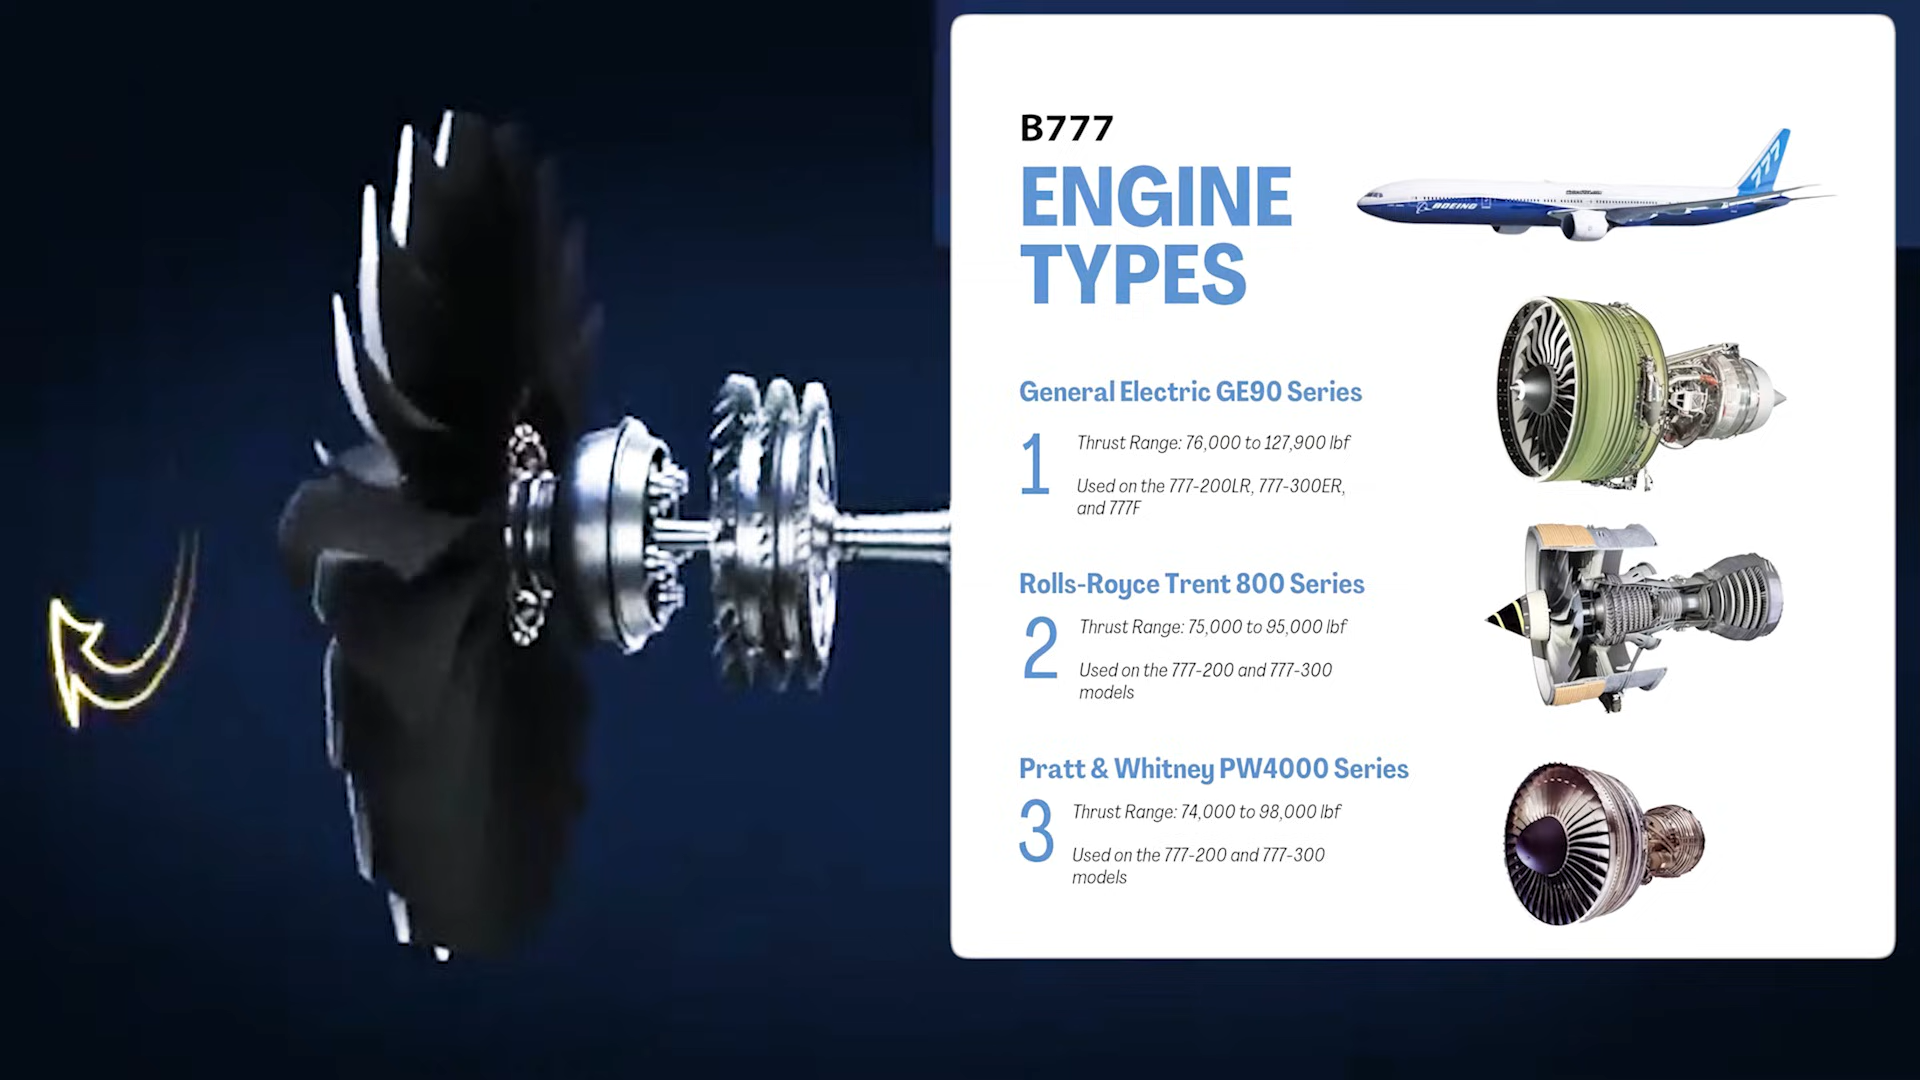 B777
ENGINE
TYPES
777
BOEING
General Electric GE90 Series
1
Thrust Range: 76,000 to 127,900 lbf
Used on the 777-200LR, 777-300ER,
and 777F
Rolls-Royce Trent 800 Series
2
Thrust Range: 75,000 to 95,000 lbf
Used on the 777-200 and 777-300
models
Pratt & Whitney PW4000 Series
3
Thrust Range: 74,000 to 98,000 lbf
Used on the 777-200 and 777-300
models